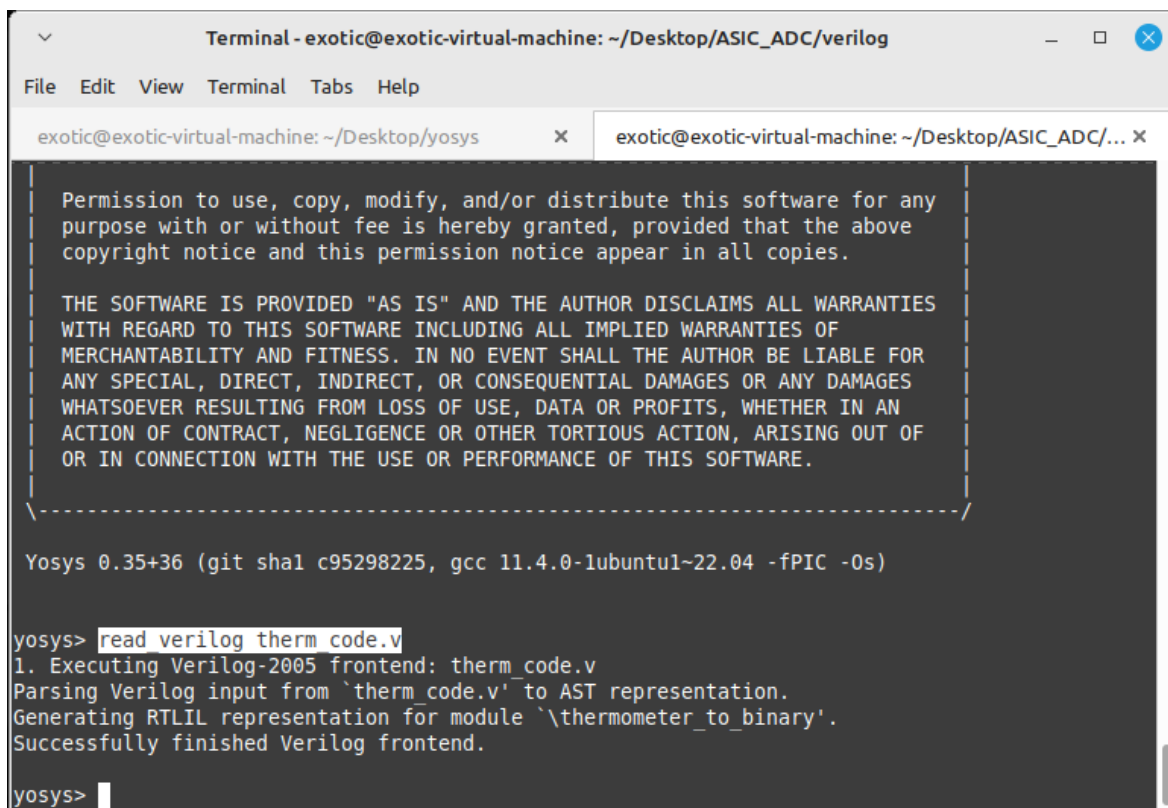 Terminal - exotic@exotic-virtual-machine: ~/Desktop/ASIC_ADC/verilog
File Edit View Terminal Tabs Help
exotic@exotic-virtual-machine: ~/Desktop/yosys
exotic@exotic-virtual-machine: ~/Desktop/ASIC_ADC/...
Permission to use, copy, modify, and/or distribute this software for any
purpose with or without fee is hereby granted, provided that the above
copyright notice and this permission notice appear in all copies.
THE SOFTWARE IS PROVIDED "AS IS" AND THE AUTHOR DISCLAIMS ALL WARRANTIES
WITH REGARD TO THIS SOFTWARE INCLUDING ALL IMPLIED WARRANTIES OF
MERCHANTABILITY AND FITNESS. IN NO EVENT SHALL THE AUTHOR BE LIABLE FOR
ANY SPECIAL, DIRECT, INDIRECT, OR CONSEQUENTIAL DAMAGES OR ANY DAMAGES
WHATSOEVER RESULTING FROM LOSS OF USE, DATA OR PROFITS, WHETHER IN AN
ACTION OF CONTRACT, NEGLIGENCE OR OTHER TORTIOUS ACTION, ARISING OUT OF
OR IN CONNECTION WITH THE USE OR PERFORMANCE OF THIS SOFTWARE.
\----------------------------------------------------------------------------/
Yosys 0.35+36 (git sha1 c95298225, gcc 11.4.0-1ubuntu1~22.04 -fPIC -Os)
yosys> read_verilog therm_code.v
1. Executing Verilog-2005 frontend: therm_code.v
Parsing Verilog input from `therm_code.v' to AST representation.
Generating RTLIL representation for module `\thermometer_to_binary'.
Successfully finished Verilog frontend.
yosys>